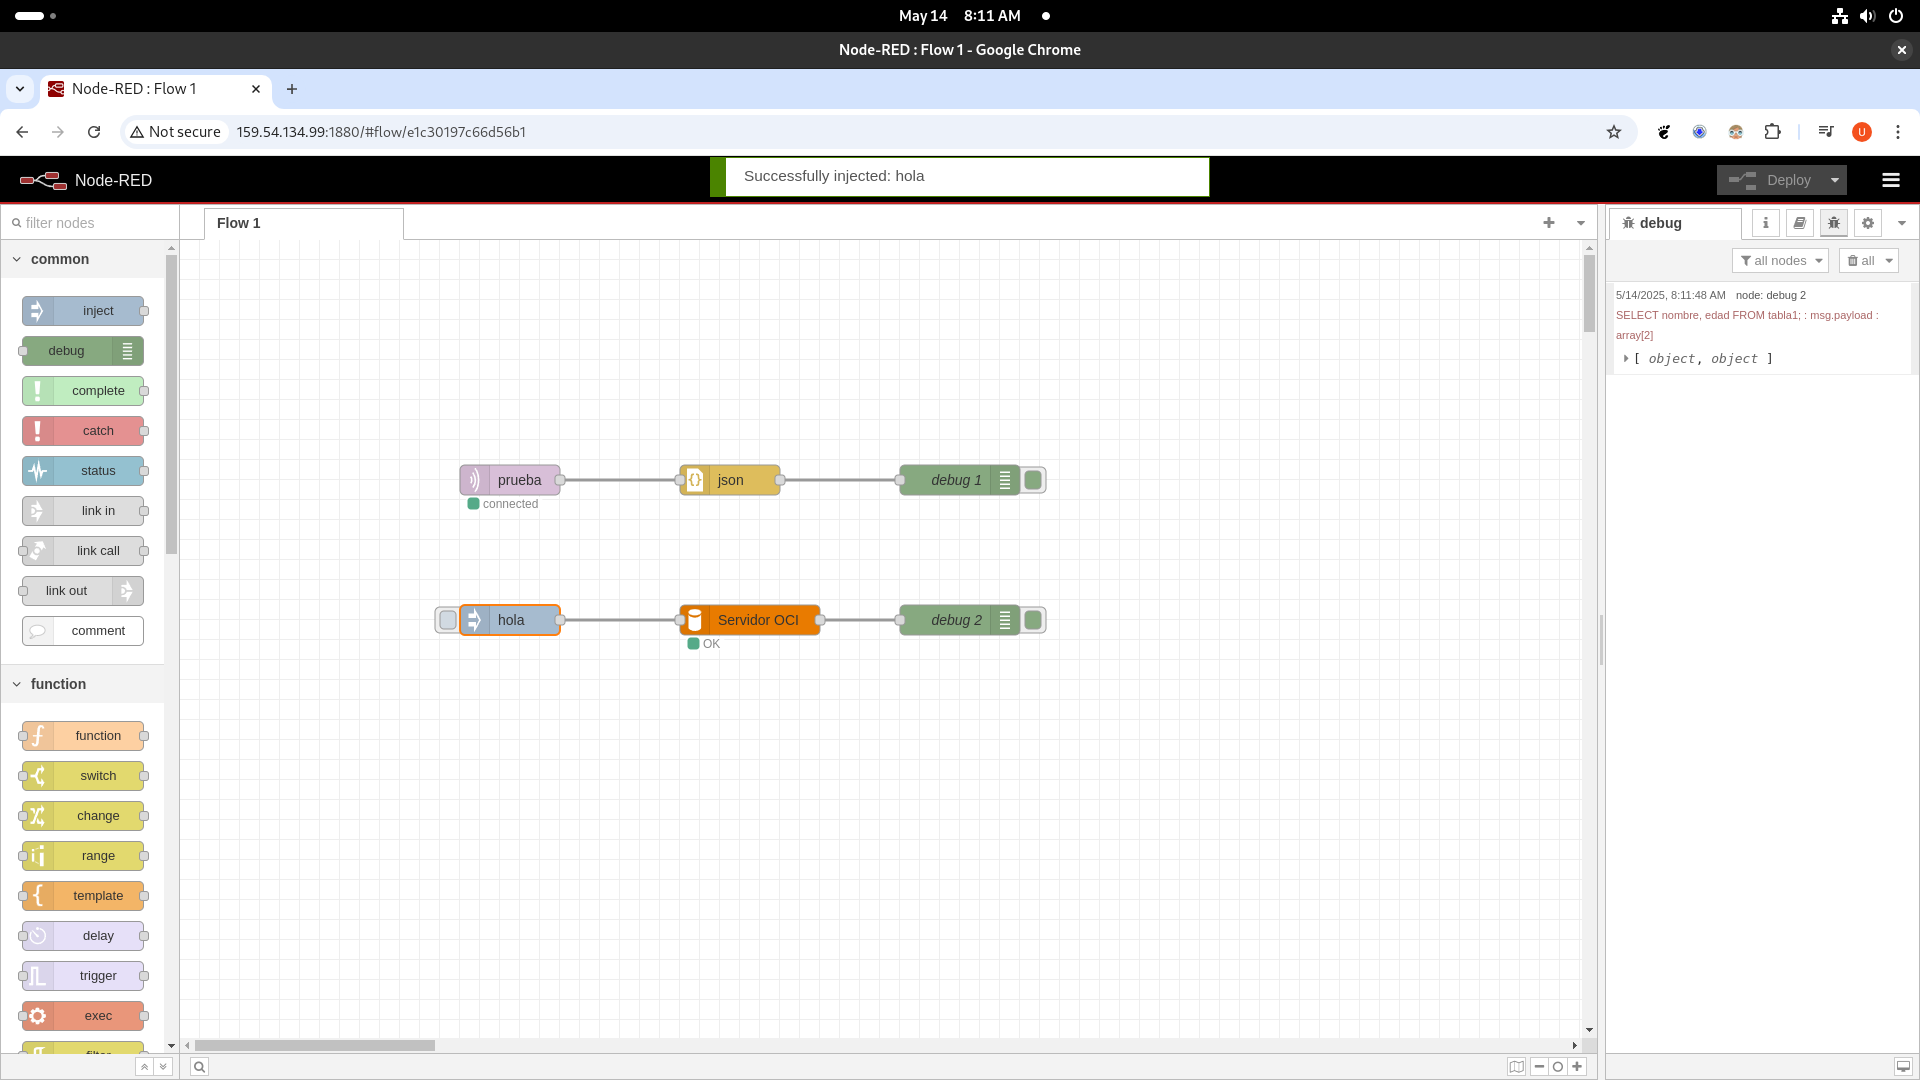 May 14 8:11 AM
Node-RED : Flow 1 - Google Chrome
Node-RED : Flow 1
Not secure 159.54.134.99:1880/#flow/e1c30197c66d56b1
U
Node-RED
Successfully injected: hola
Deploy
filter nodes
Flow 1
debug
common
all nodes
all
inject
debug
complete
catch
status
link in
link call
link out
comment
function
function
switch
change
range
template
delay
trigger
exec
prueba
json
debug 1
connected
hola
Servidor OCI
debug 2
OK
5/14/2025, 8:11:48 AM node: debug 2
SELECT nombre, edad FROM tabla1; : msg.payload :
array[2]
[ object, object ]